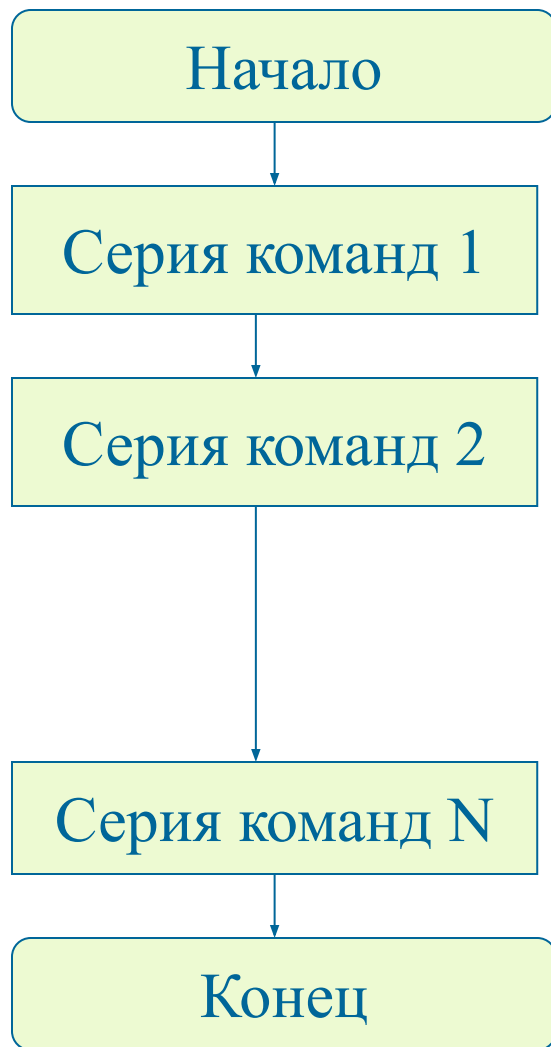 Начало
Серия команд 1
Серия команд 2
Серия команд N
Конец